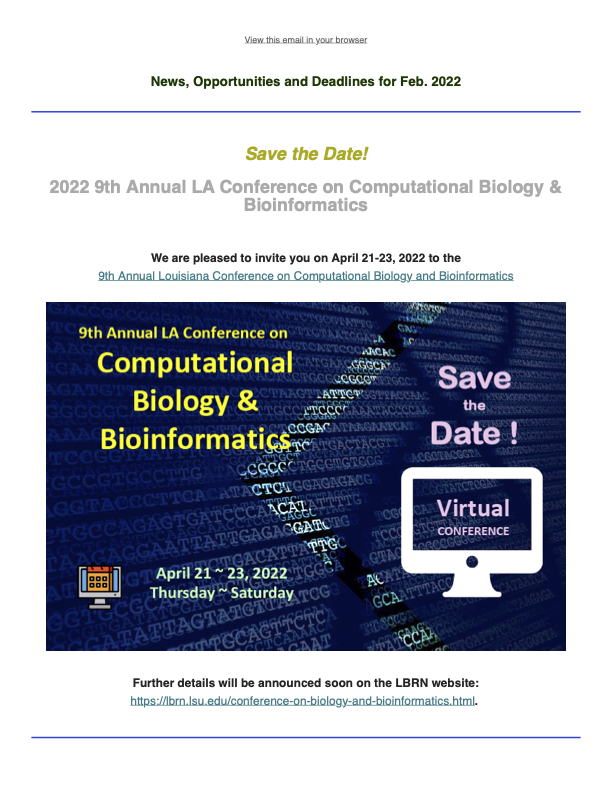 View this email in your browser
News, Opportunities and Deadlines for Feb. 2022
Save the Date!
2022 9th Annual LA Conference on Computational Biology &
Bioinformatics
We are pleased to invite you on April 21-23, 2022 to the
9th Annual Louisiana Conference on Computational Biology and Bioinformatics
9th Annual LA Conference on
Computational
Biology &
Bioinformatics
Save
the
Date !
Virtual
CONFERENCE
April 21 ~ 23, 2022
Thursday ~ Saturday
Further details will be announced soon on the LBRN website:
https://lbrn.lsu.edu/conference-on-biology-and-bioinformatics.html.